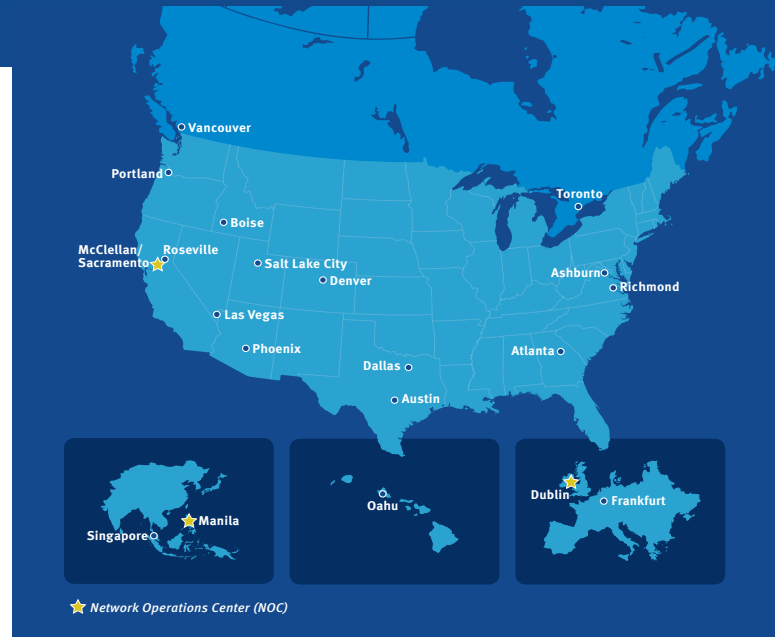 Vancouver
Portland
Toronto
Boise
McClellan/
Sacramento
Roseville
Salt Lake City
Ashburn
Denver
Richmond
Las Vegas
Phoenix
Atlanta
Dallas
Austin
Dublin
Frankfurt
Oahu
Manila
Singapore
Network Operations Center (NOC)